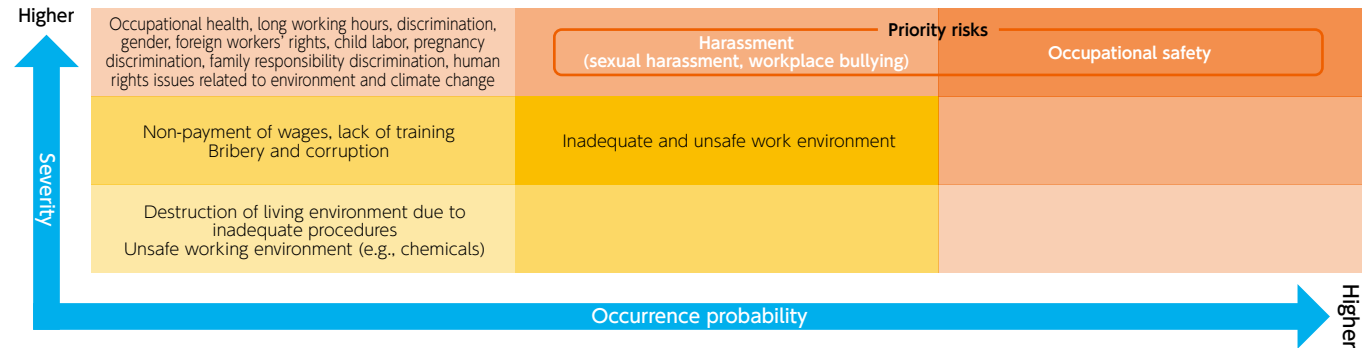 Higher
Occupational health, long working hours, discrimination,
gender, foreign workers' rights, child labor, pregnancy
discrimination, family responsibility discrimination, human
rights issues related to environment and climate change
Priority risks
Harassment
(sexual harassment, workplace bullying)
Occupational safety
Non-payment of wages, lack of training
Bribery and corruption
Inadequate and unsafe work environment
Severity
Destruction of living environment due to
inadequate procedures
Unsafe working environment (e.g., chemicals)
Occurrence probability
Higher